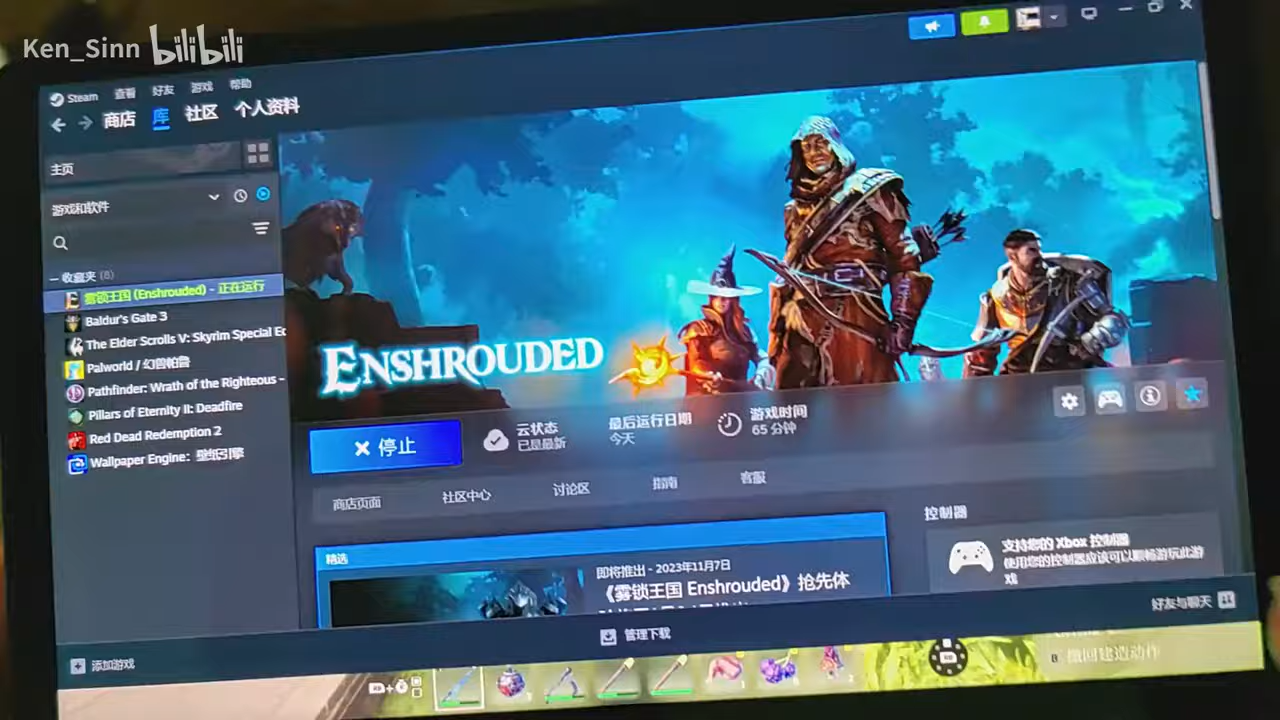 Ken_Sinn bilibili
Steam 查看 好友 游戏 帮助
商店 库 社区 个人资料
主页
游戏和软件
收藏夹 (8)
雾锁王国 (Enshrouded) - 正在运行
Baldur's Gate 3
The Elder Scrolls V: Skyrim Special Ec
Palworld / 幻兽帕鲁
Pathfinder: Wrath of the Righteous -
Pillars of Eternity II: Deadfire
Red Dead Redemption 2
Wallpaper Engine：壁纸引擎
ENSHROUDED
停止
云状态
已是最新
最后运行日期
今天
游戏时间
65 分钟
商店页面 社区中心 讨论区 指南 客服
精选
即将推出 - 2023年11月7日
《雾锁王国 Enshrouded》抢先体
控制器
支持您的 Xbox 控制器
使用您的控制器应该可以顺畅游玩此游
戏
添加游戏
管理下载
好友与聊天
撤回建造动作